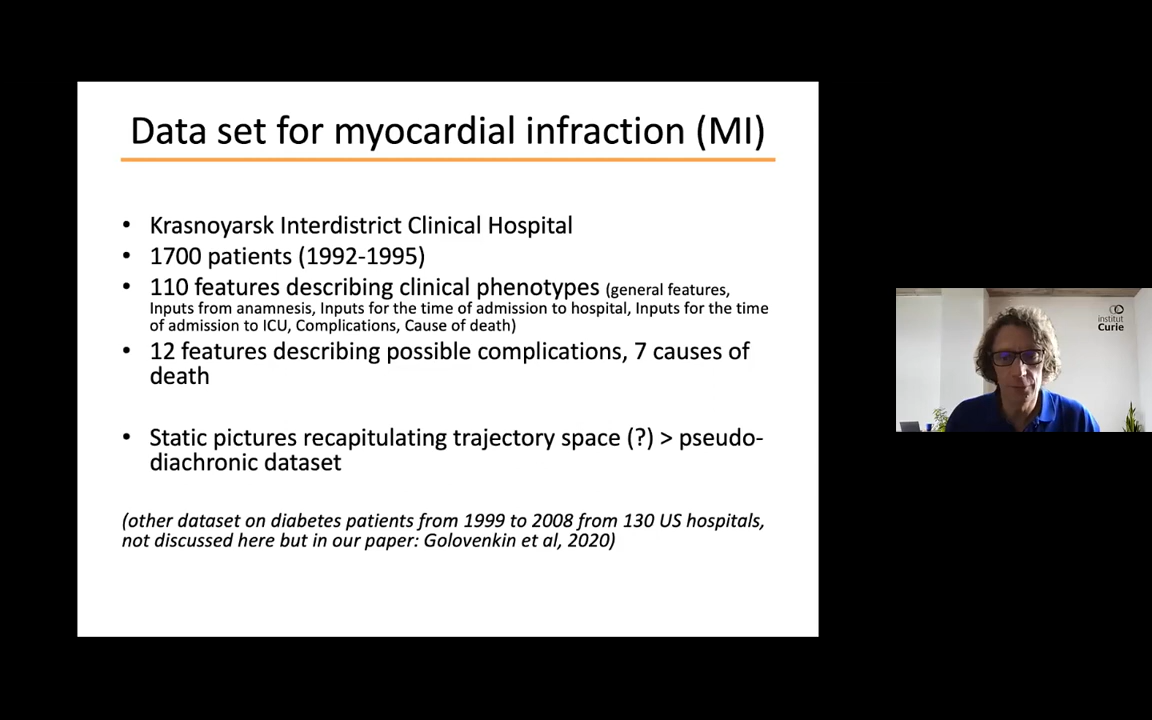 Data set for myocardial infraction (MI)
• Krasnoyarsk Interdistrict Clinical Hospital
• 1700 patients (1992-1995)
• 110 features describing clinical phenotypes (general features,
Inputs from anamnesis, Inputs for the time of admission to hospital, Inputs for the time
of admission to ICU, Complications, Cause of death)
• 12 features describing possible complications, 7 causes of
death
• Static pictures recapitulating trajectory space (?) > pseudo-
diachronic dataset
(other dataset on diabetes patients from 1999 to 2008 from 130 US hospitals,
not discussed here but in our paper: Golovenkin et al, 2020)
institut
Curie